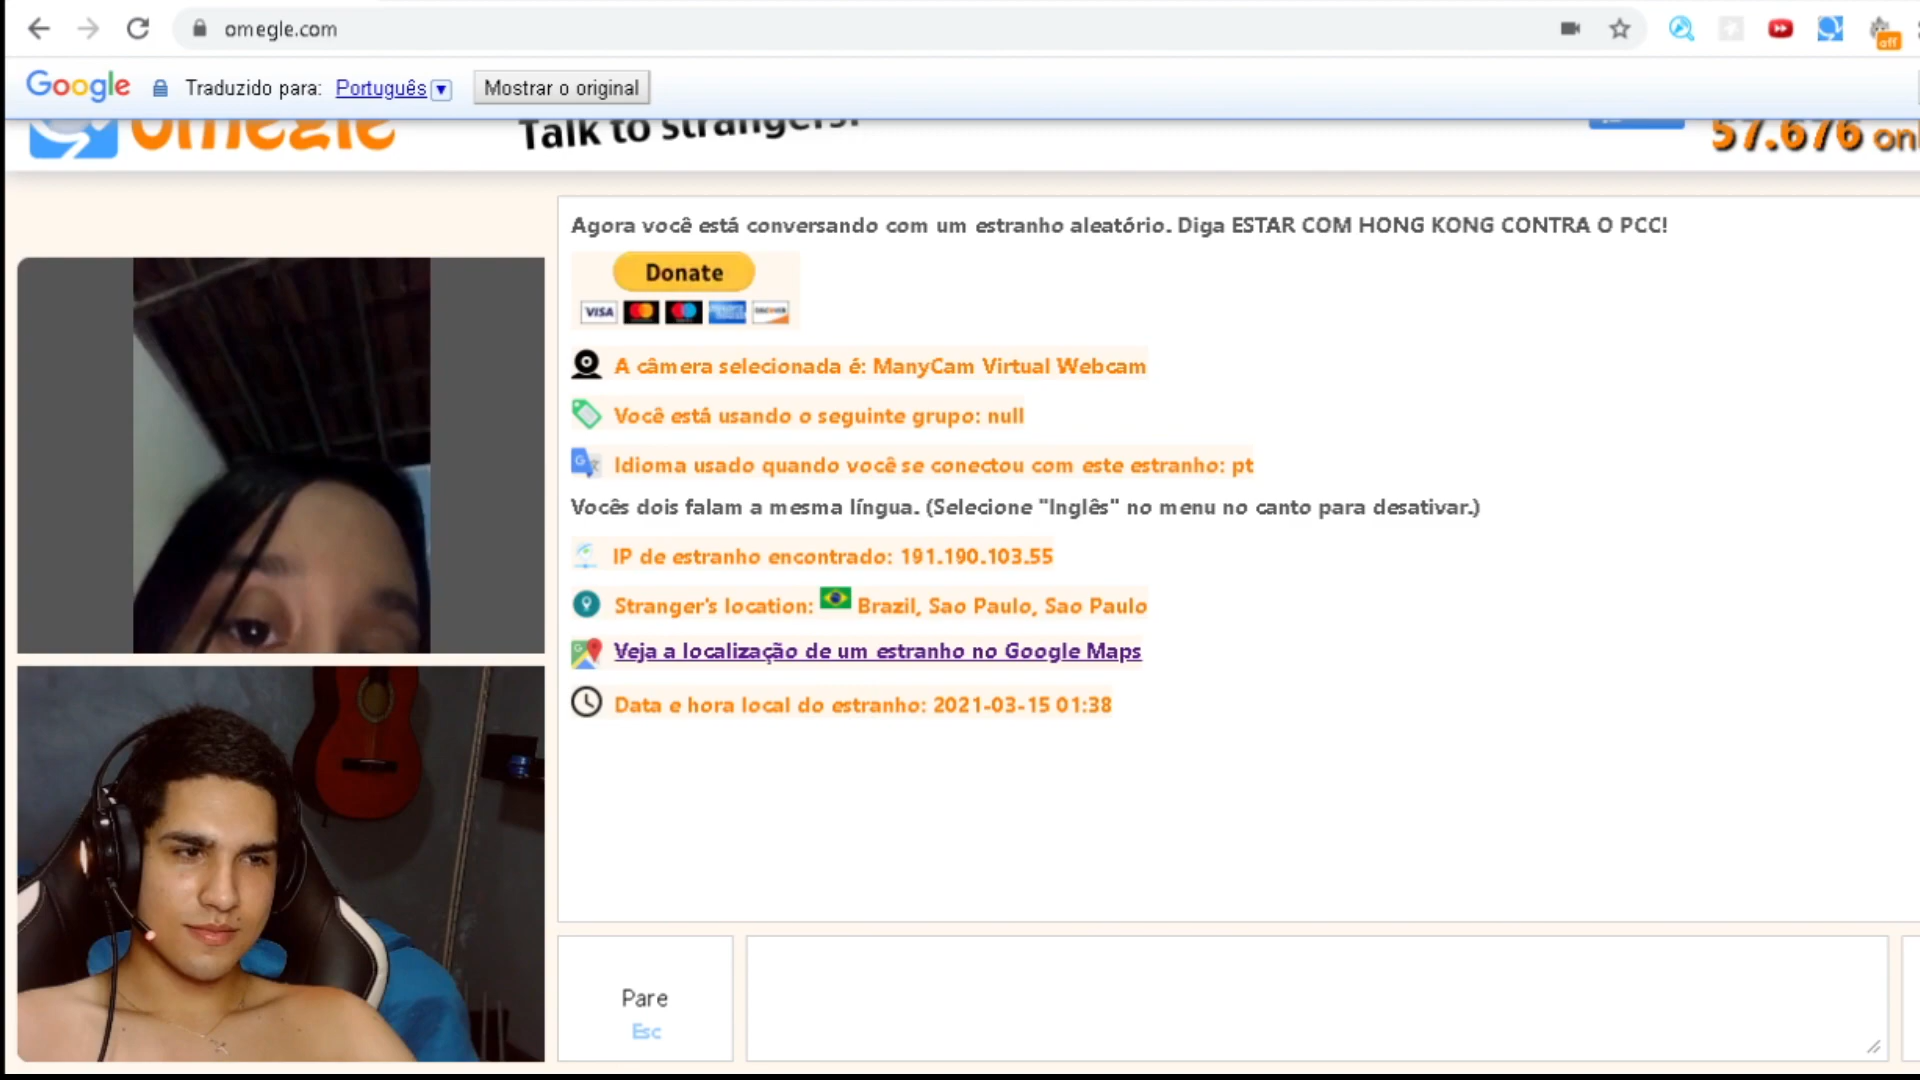 omegle.com
off
Google Traduzido para: Português Mostrar o original
omegle Talk to strangers! 57.676 onl
Agora você está conversando com um estranho aleatório. Diga ESTAR COM HONG KONG CONTRA O PCC!
Donate
VISA DISCOVER
A câmera selecionada é: ManyCam Virtual Webcam
Você está usando o seguinte grupo: null
Idioma usado quando você se conectou com este estranho: pt
Vocês dois falam a mesma língua. (Selecione "Inglês" no menu no canto para desativar.)
IP de estranho encontrado: 191.190.103.55
Stranger's location: Brazil, Sao Paulo, Sao Paulo
Veja a localização de um estranho no Google Maps
Data e hora local do estranho: 2021-03-15 01:38
Pare
Esc